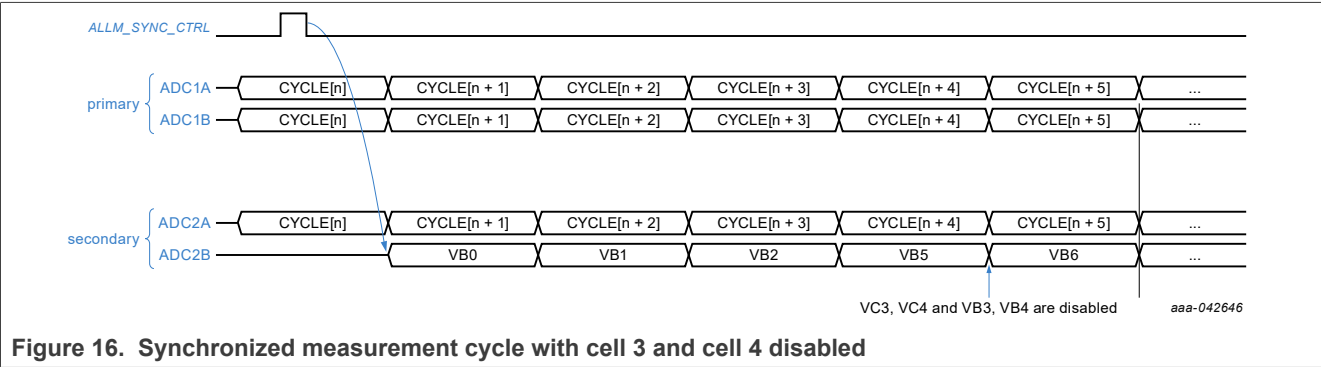 ALLM_SYNC_CTRL
primary
ADC1A CYCLE[n] CYCLE[n + 1] CYCLE[n + 2] CYCLE[n + 3] CYCLE[n + 4] CYCLE[n + 5] ...
ADC1B CYCLE[n] CYCLE[n + 1] CYCLE[n + 2] CYCLE[n + 3] CYCLE[n + 4] CYCLE[n + 5] ...
secondary
ADC2A CYCLE[n] CYCLE[n + 1] CYCLE[n + 2] CYCLE[n + 3] CYCLE[n + 4] CYCLE[n + 5] ...
ADC2B VB0 VB1 VB2 VB5 VB6 ...
VC3, VC4 and VB3, VB4 are disabled aaa-042646
Figure 16. Synchronized measurement cycle with cell 3 and cell 4 disabled